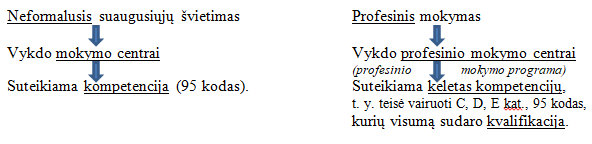 Neformalusis suaugusiųjų švietimas
Vykdo mokymo centrai
Suteikiama kompetencija (95 kodas).
Profesinis mokymas
Vykdo profesinio mokymo centrai
(profesinio mokymo programa)
Suteikiama keletas kompetencijų,
t. y. teisė vairuoti C, D, E kat., 95 kodas,
kurių visumą sudaro kvalifikacija.